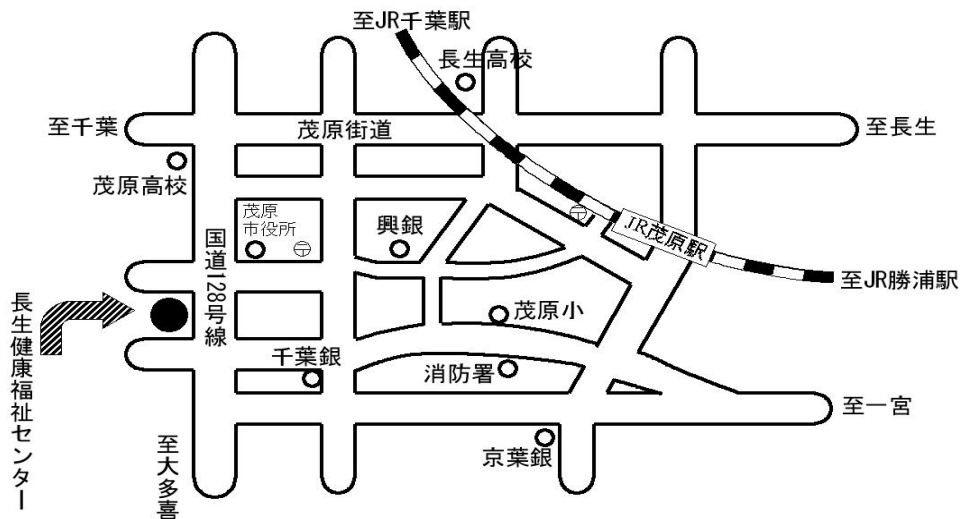 至JR千葉駅
長生高校
至千葉
茂原街道
至長生
茂原高校
茂原
市役所
〒
興銀
〒
JR茂原駅
国道128号線
至JR勝浦駅
茂原小
長生健康福祉センター
千葉銀
消防署
至一宮
京葉銀
至大多喜